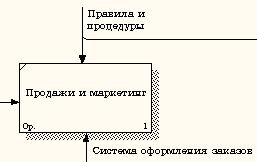 Правила и
процедуры
Продажи и маркетинг
0р. 1
Система оформления заказов